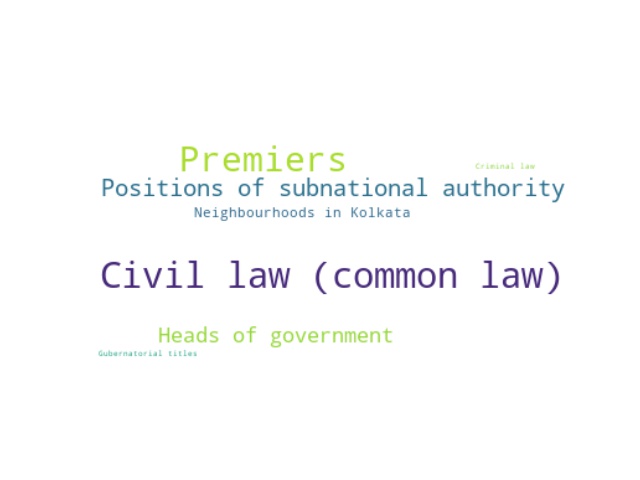 Premiers
Criminal law
Positions of subnational authority
Neighbourhoods in Kolkata
Civil law (common law)
Heads of government
Gubernatorial titles